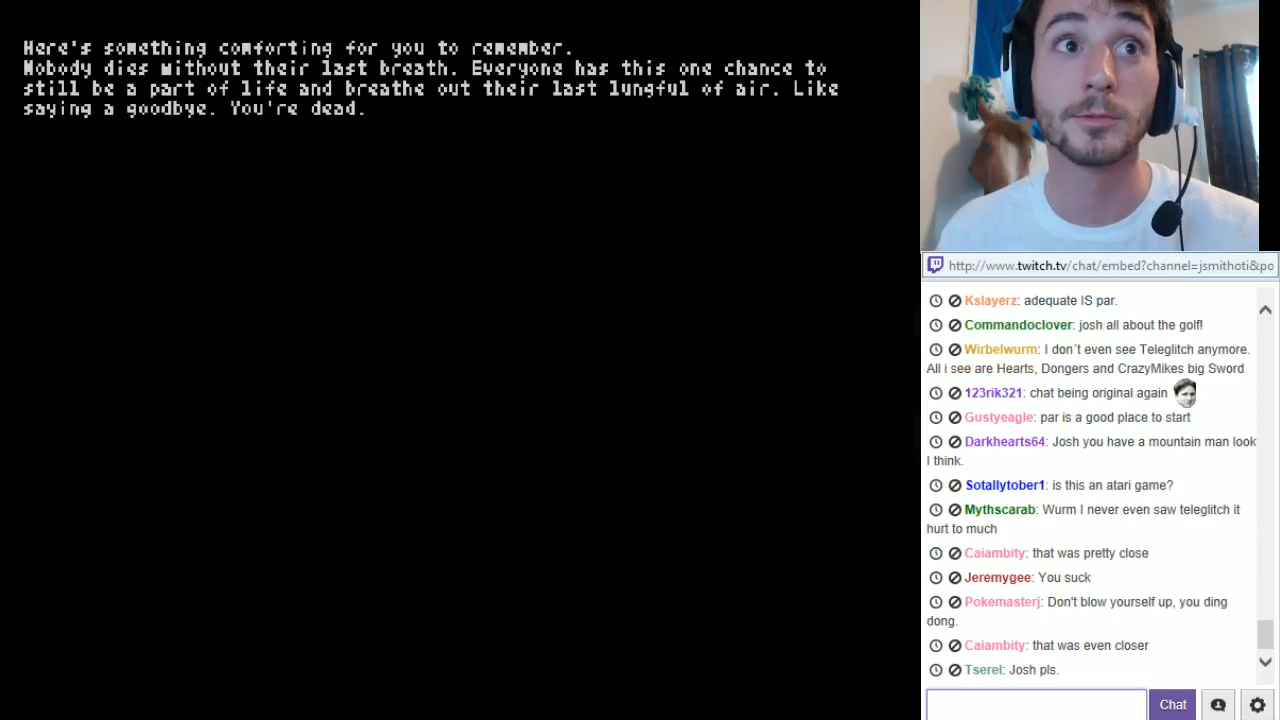 Here's something comforting for you to remember.
Nobody dies without their last breath. Everyone has this one chance to
still be a part of life and breathe out their last lungful of air. Like
saying a goodbye. You're dead.
http://www.twitch.tv/chat/embed?channel=jsmithoti&po
Kslayerz: adequate IS par.
Commandoclover: josh all about the golf!
Wirbelwurm: I don´t even see Teleglitch anymore.
All i see are Hearts, Dongers and CrazyMikes big Sword
123rik321: chat being original again
Gustyeagle: par is a good place to start
Darkhearts64: Josh you have a mountain man look
I think.
Sotallytober1: is this an atari game?
Mythscarab: Wurm I never even saw teleglitch it
hurt to much
Caiambity: that was pretty close
Jeremygee: You suck
Pokemasterj: Don't blow yourself up, you ding
dong.
Caiambity: that was even closer
Tserel: Josh pls.
Chat